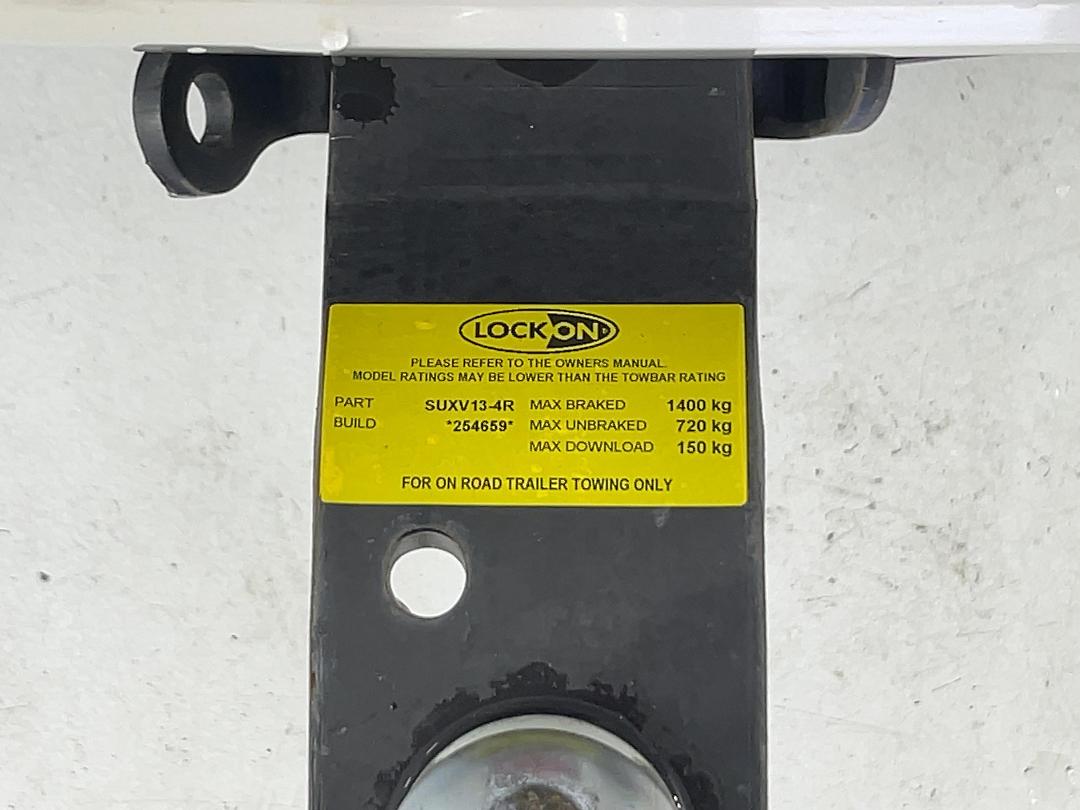 LOCKON
PLEASE REFER TO THE OWNERS MANUAL.
MODEL RATINGS MAY BE LOWER THAN THE TOWBAR RATING
PART SUXV13-4R MAX BRAKED 1400 kg
BUILD *254659* MAX UNBRAKED 720 kg
MAX DOWNLOAD 150 kg
FOR ON ROAD TRAILER TOWING ONLY